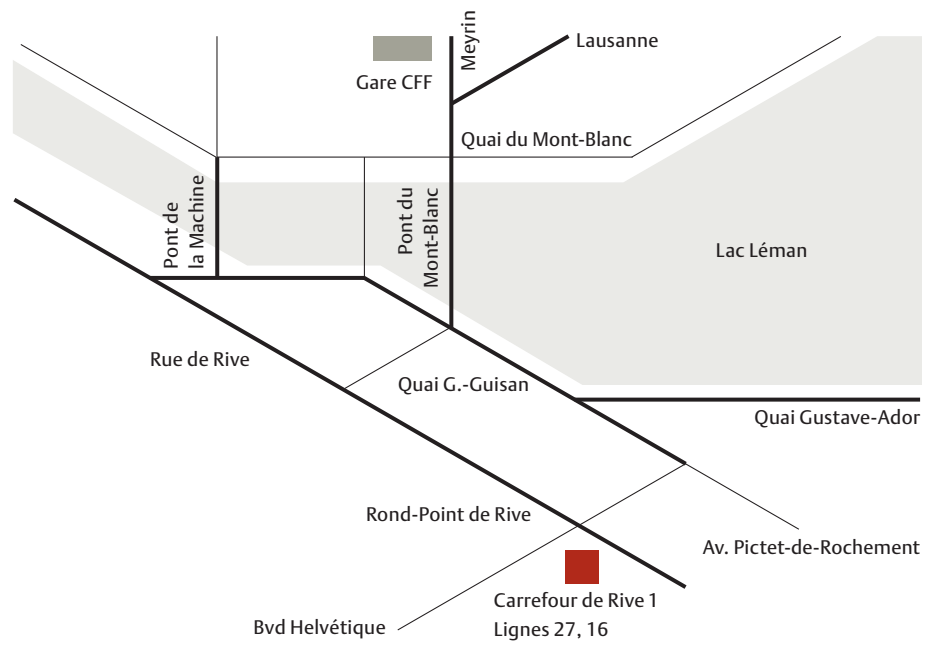 Meyrin
Lausanne
Gare CFF
Quai du Mont-Blanc
Pont de
la Machine
Pont du
Mont-Blanc
Lac Léman
Rue de Rive
Quai G.-Guisan
Quai Gustave-Ador
Rond-Point de Rive
Av. Pictet-de-Rochement
Carrefour de Rive 1
Lignes 27, 16
Bvd Helvétique